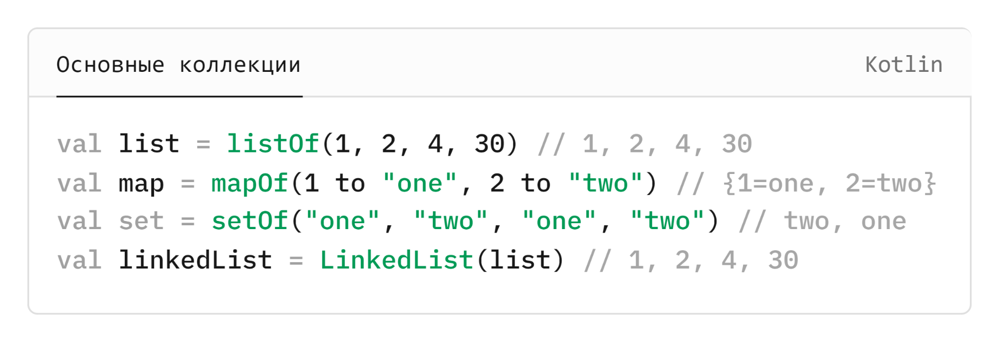 Основные коллекции
Kotlin
val list = listOf(1, 2, 4, 30) // 1, 2, 4, 30
val map = mapOf(1 to "one", 2 to "two") // {1=one, 2=two}
val set = setOf("one", "two", "one", "two") // two, one
val linkedList = LinkedList(list) // 1, 2, 4, 30